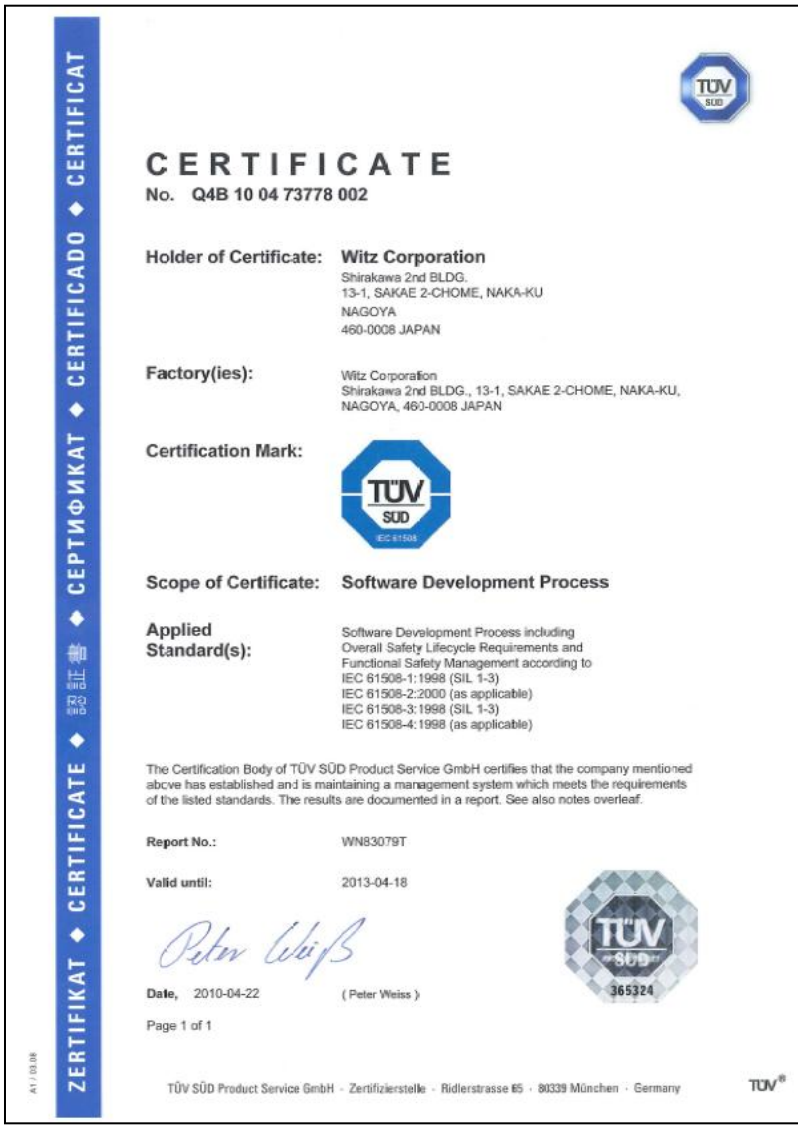 ZERTIFIKAT ◆ CERTIFICATE ◆ 認証書 ◆ СЕРТИФИКАТ ◆ CERTIFICADO ◆ CERTIFICAT
TÜV
SÜD
CERTIFICATE
No. Q4B 10 04 73778 002
Holder of Certificate: Witz Corporation
Shirakawa 2nd BLDG.
13-1, SAKAE 2-CHOME, NAKA-KU
NAGOYA
460-0008 JAPAN
Factory(ies): Witz Corporation
Shirakawa 2nd BLDG., 13-1, SAKAE 2-CHOME, NAKA-KU,
NAGOYA, 460-0008 JAPAN
Certification Mark:
TÜV
SÜD
IEC 61508
Scope of Certificate: Software Development Process
Applied
Standard(s):
Software Development Process including
Overall Safety Lifecycle Requirements and
Functional Safety Management according to
IEC 61508-1:1998 (SIL 1-3)
IEC 61508-2:2000 (as applicable)
IEC 61508-3:1998 (SIL 1-3)
IEC 61508-4:1998 (as applicable)
The Certification Body of TÜV SÜD Product Service GmbH certifies that the company mentioned
above has established and is maintaining a management system which meets the requirements
of the listed standards. The results are documented in a report. See also notes overleaf.
Report No.: WN83079T
Valid until: 2013-04-18
Peter Weiß
Date, 2010-04-22 ( Peter Weiss )
TÜV
SÜD
365324
Page 1 of 1
A1 / 03.08
TÜV SÜD Product Service GmbH · Zertifizierstelle · Ridlerstrasse 65 · 80339 München · Germany
TÜV®